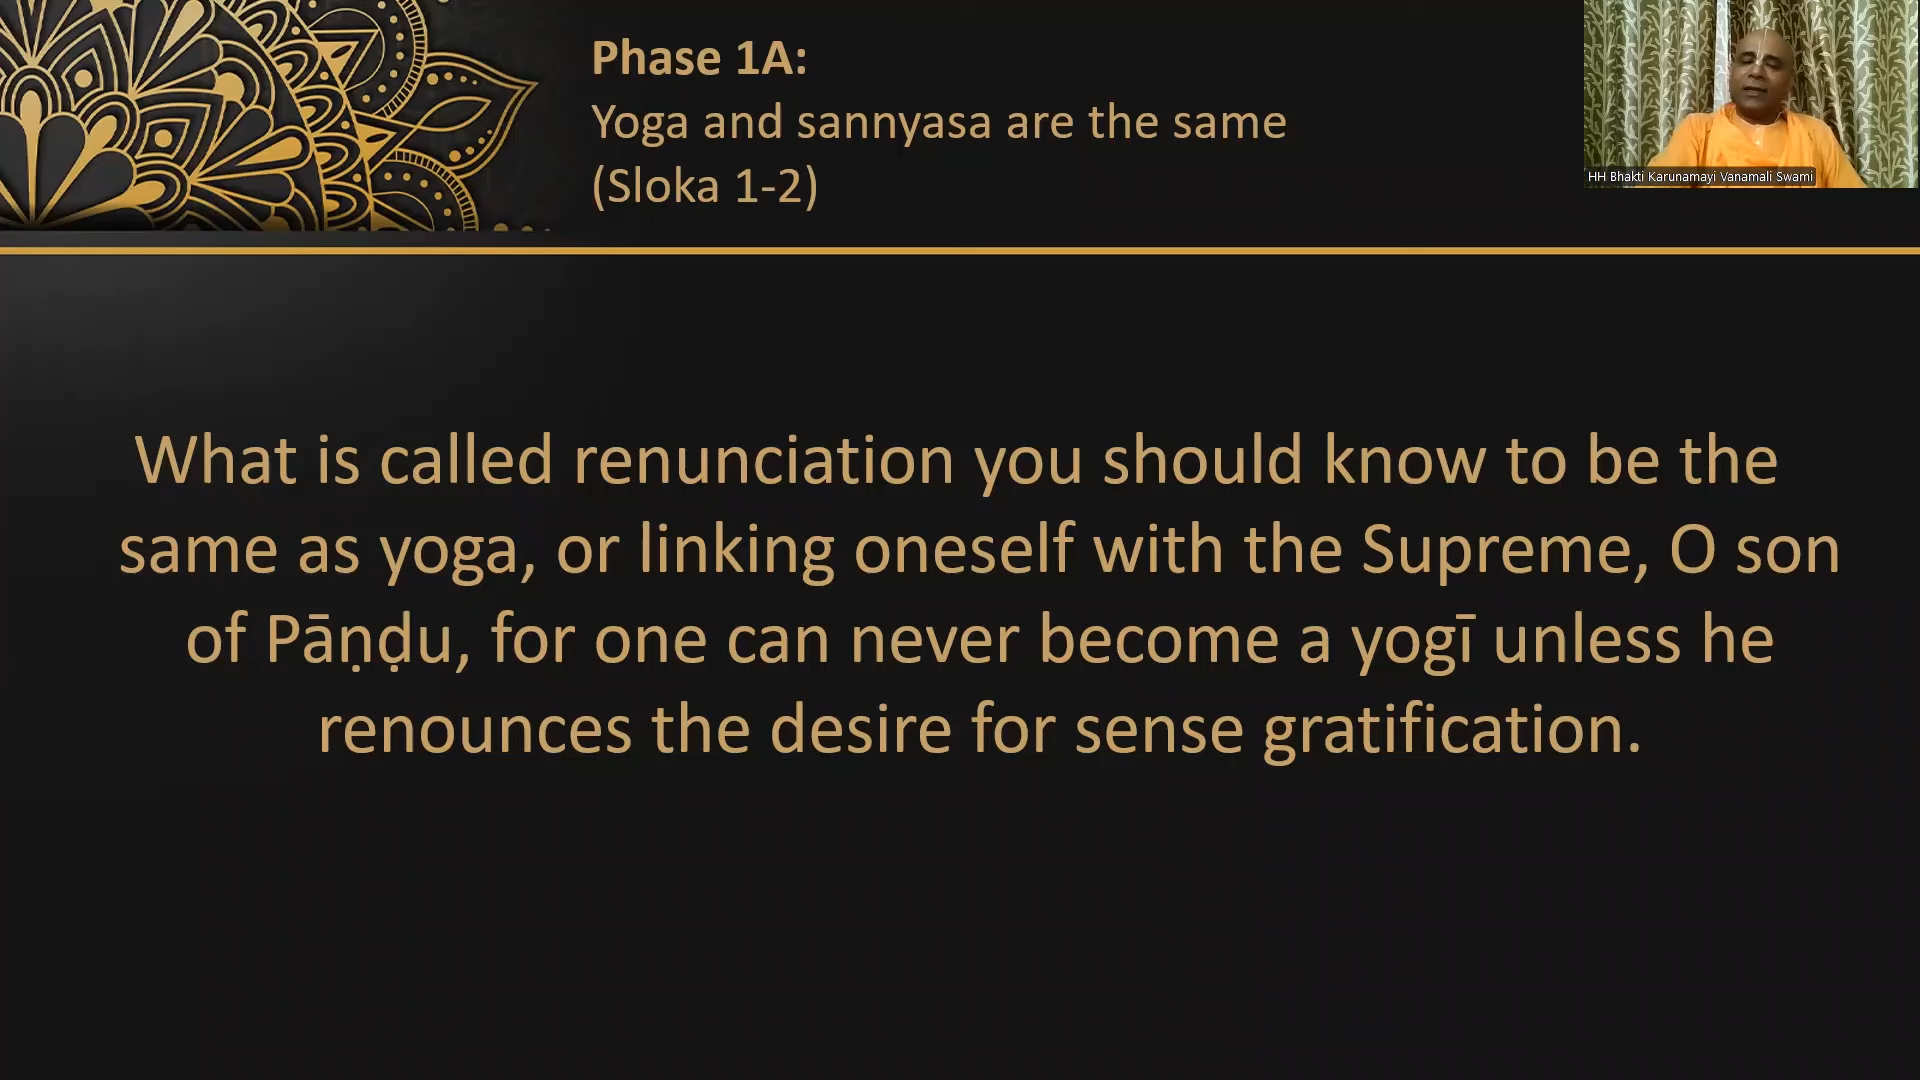 Phase 1A:
Yoga and sannyasa are the same
(Sloka 1-2)
HH Bhakti Karunamayi Vanamali Swami
What is called renunciation you should know to be the
same as yoga, or linking oneself with the Supreme, O son
of Pāṇḍu, for one can never become a yogī unless he
renounces the desire for sense gratification.